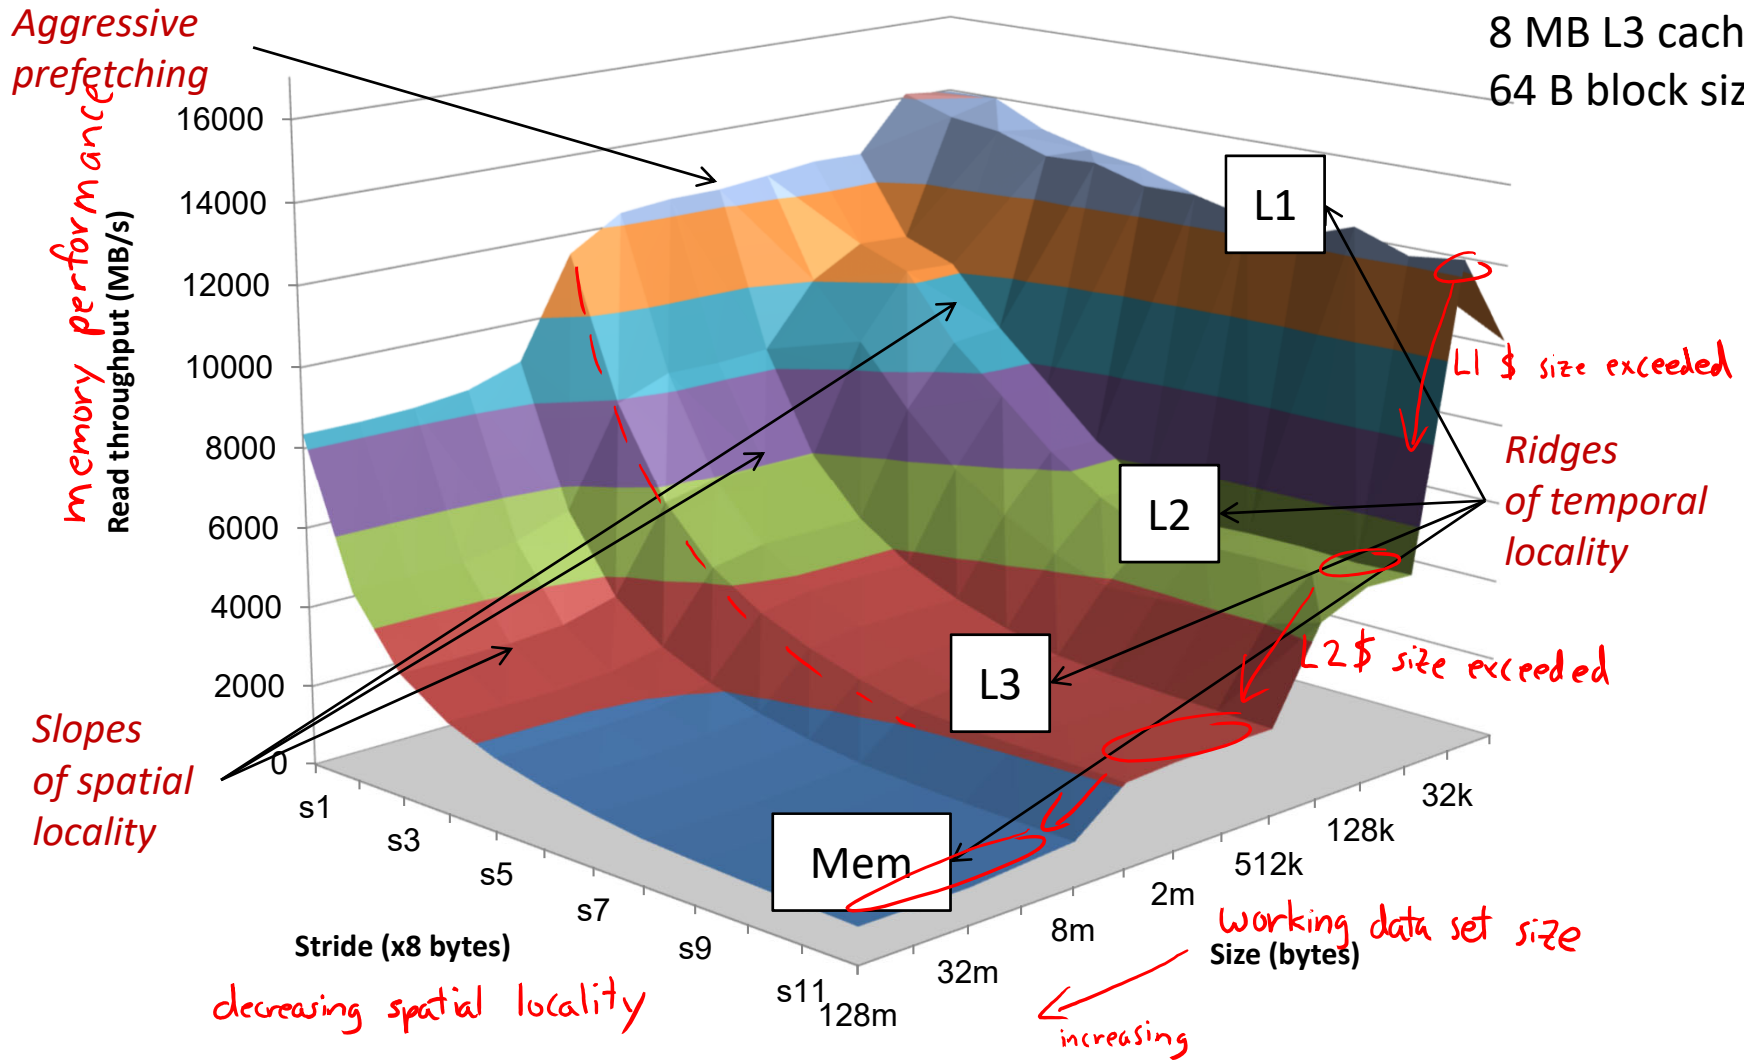 Aggressive
prefetching
8 MB L3 cach
64 B block siz
memory performance
Read throughput (MB/s)
16000
14000
12000
10000
8000
6000
4000
2000
0
L1
L2
L3
Mem
L1 $ size exceeded
Ridges
of temporal
locality
L2 $ size exceeded
Slopes
of spatial
locality
s1
s3
s5
s7
s9
s11
Stride (x8 bytes)
decreasing spatial locality
32k
128k
512k
2m
8m
32m
128m
working data set size
Size (bytes)
increasing